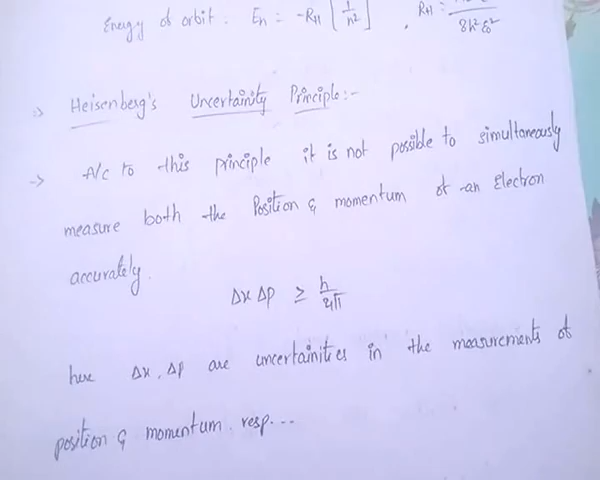 Energy of orbit : En = -RH [1/n²] , RH =
8h²ε0²
:> Heisenberg's Uncertainity Principle:-
-> A/c to this principle it is not possible to simultaneously
measure both the Position & momentum of an Electron
accurately.
Δx Δp ≥ h/4π
here Δx, Δp are uncertainities in the measurements of
position & momentum. resp...